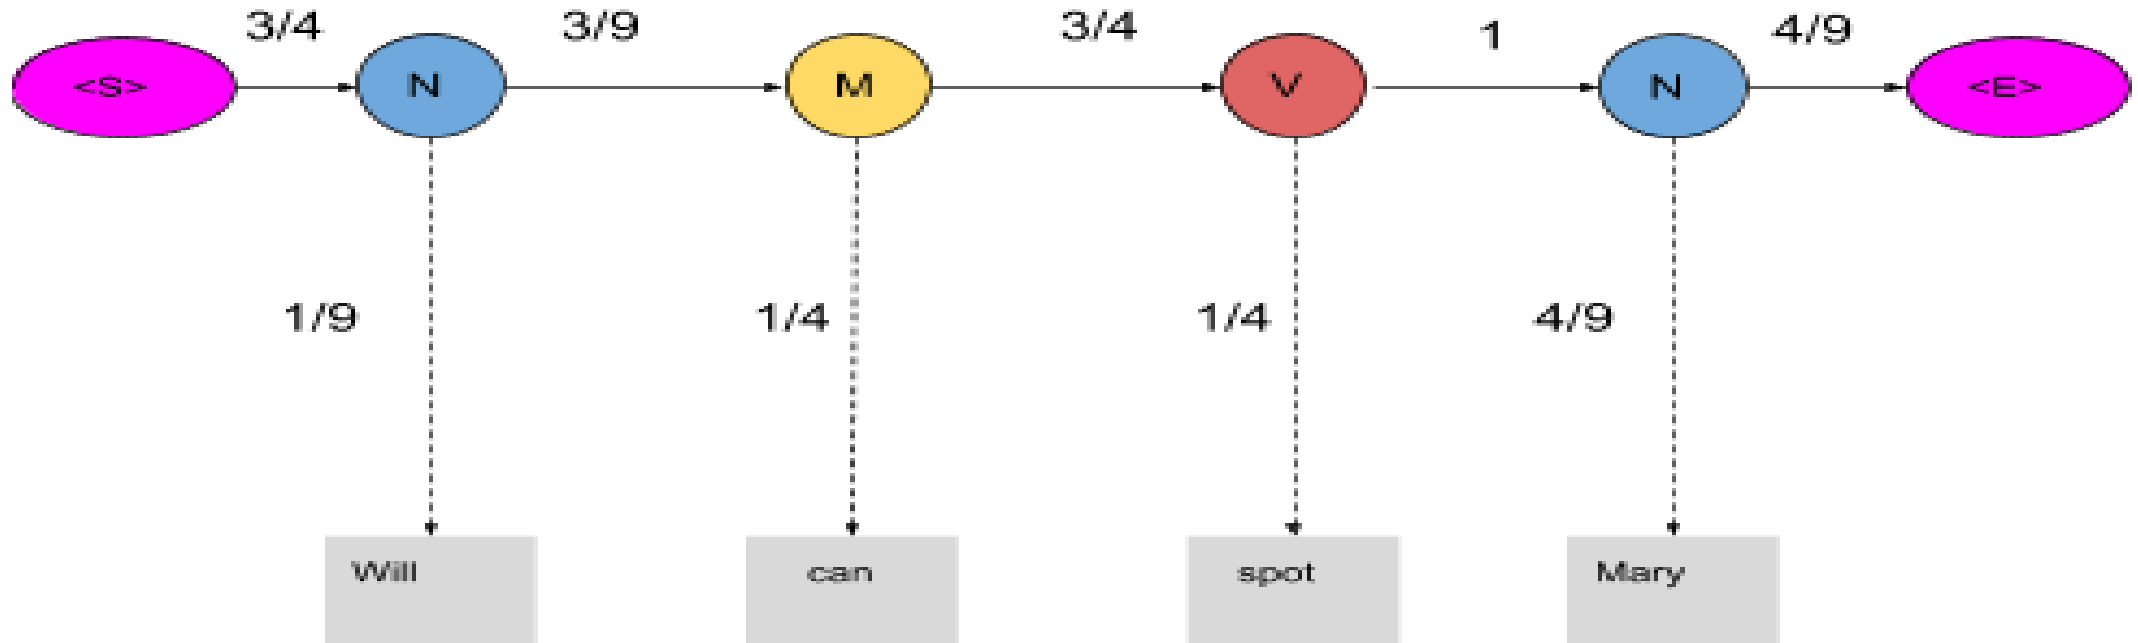 3/4 3/9 3/4 1 4/9
<S> N M V N <E>
1/9 1/4 1/4 4/9
Will can spot Mary